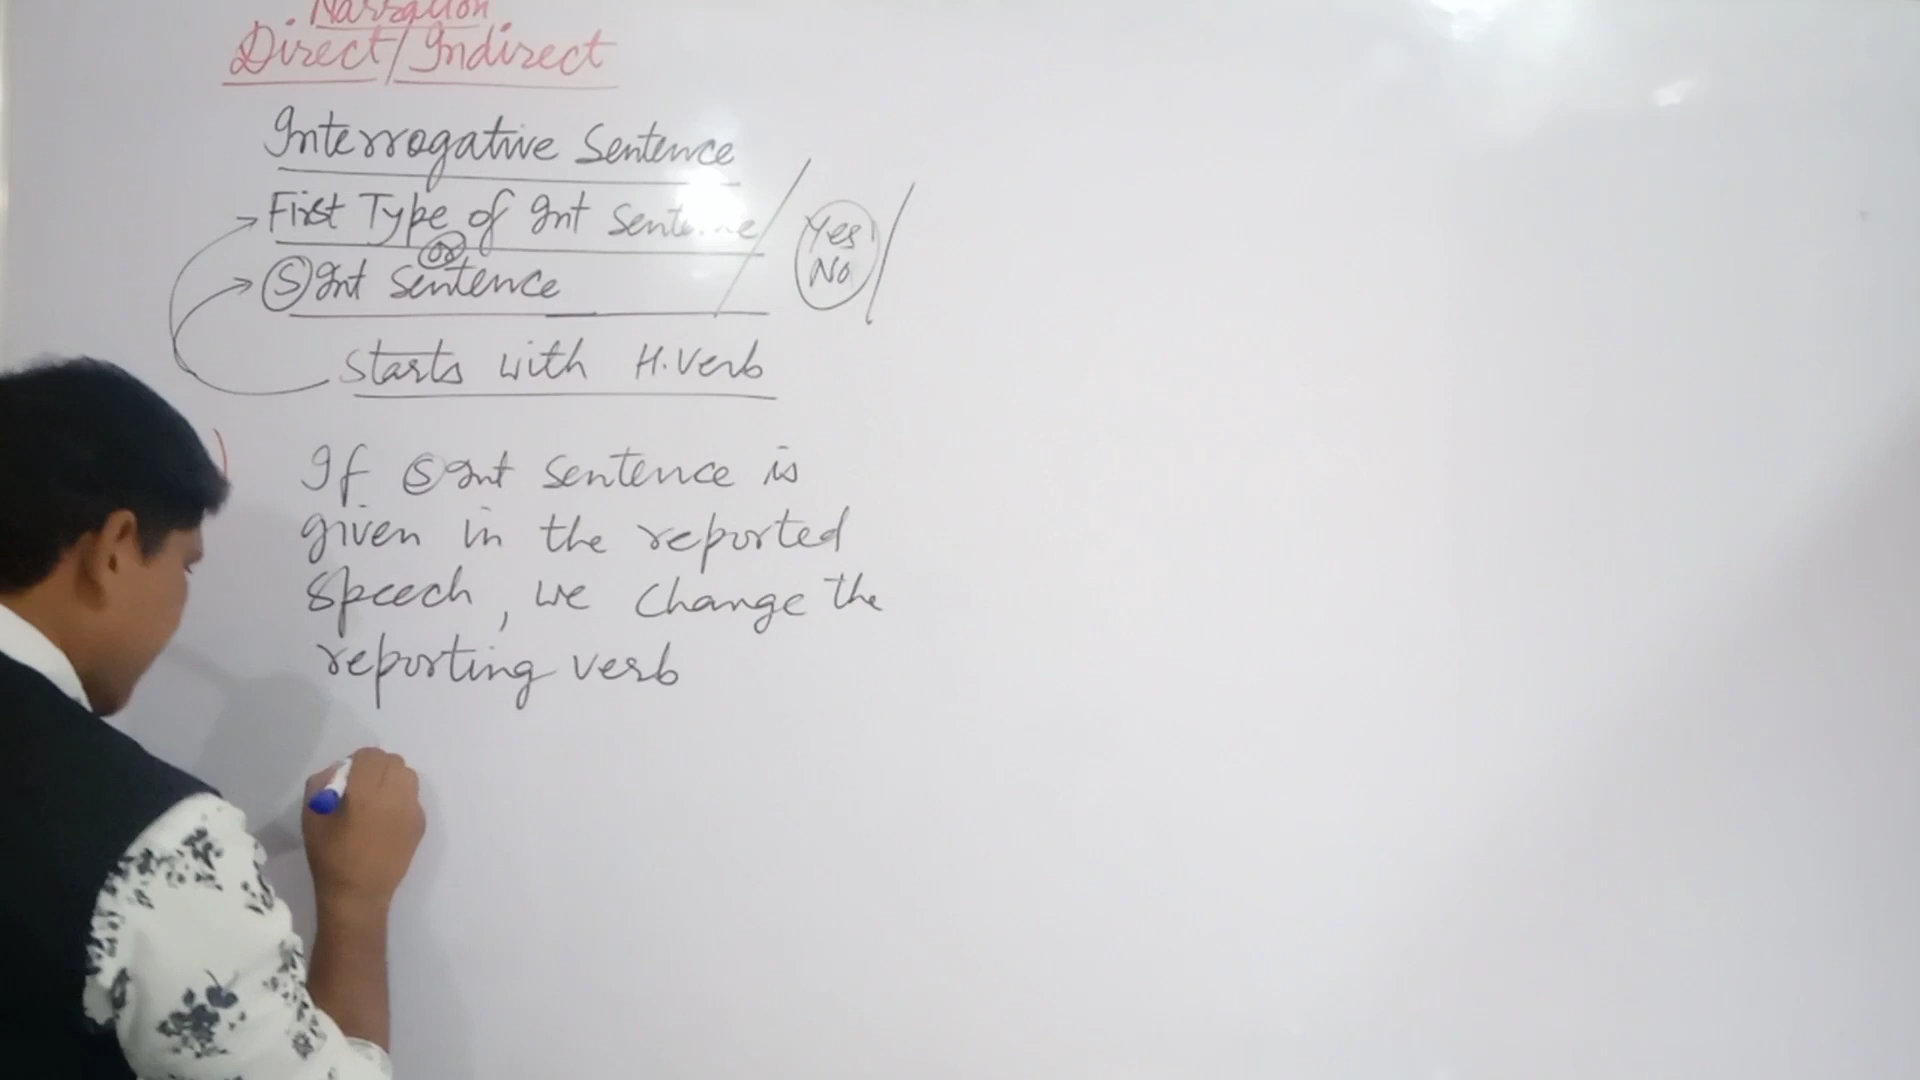 Narration
Direct/Indirect
Interrogative Sentence
First Type of Int Sentence
or
S Int Sentence
Yes
No
Starts with H.Verb
If S Int Sentence is
given in the reported
speech, we change the
reporting verb